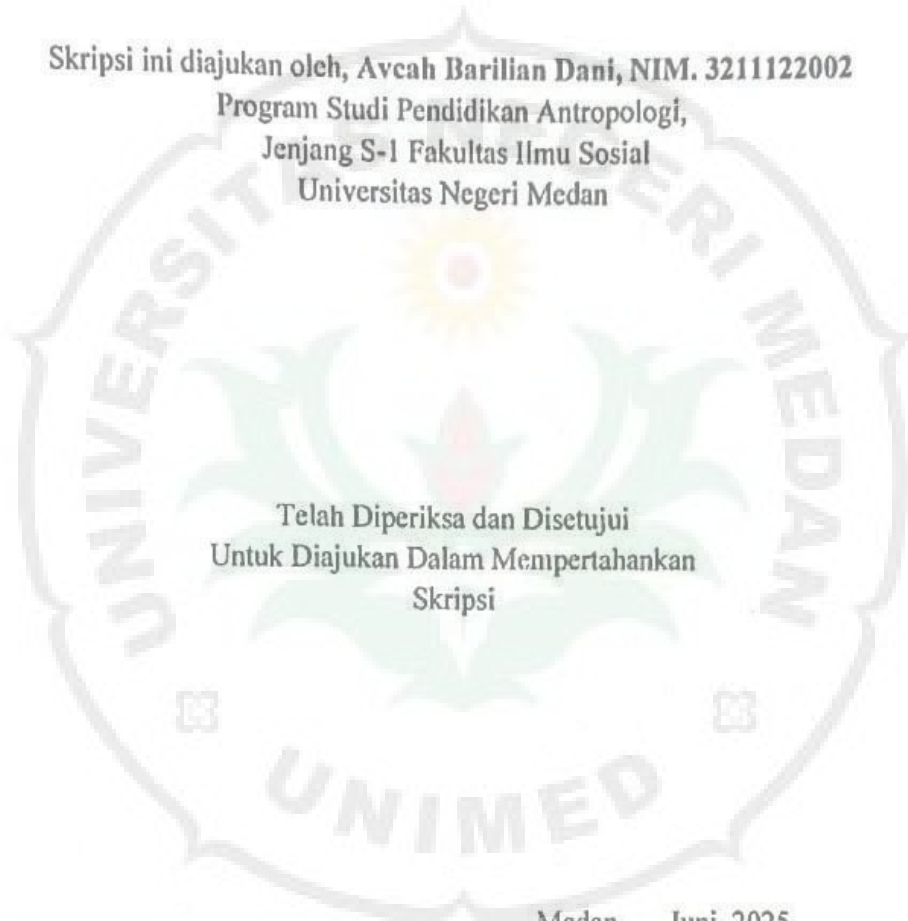 Skripsi ini diajukan oleh, Aveah Barilian Dani, NIM. 3211122002
Program Studi Pendidikan Antropologi,
Jenjang S-1 Fakultas Ilmu Sosial
Universitas Negeri Medan
UNIVERSITAS NEGERI MEDAN
Telah Diperiksa dan Disetujui
Untuk Diajukan Dalam Mempertahankan
Skripsi
UNIMED
Medan, Juni 2025